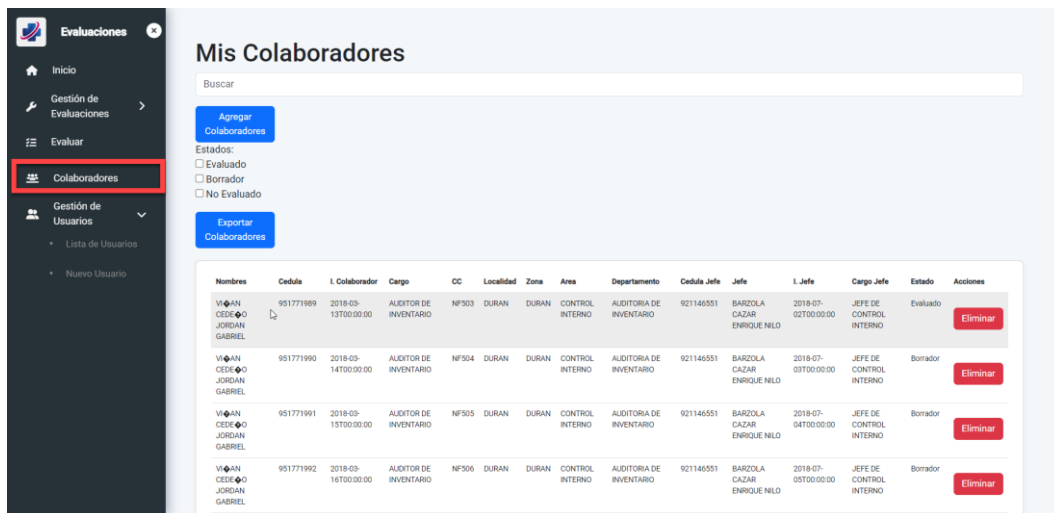 Evaluaciones
Inicio
Gestión de
Evaluaciones
Evaluar
Colaboradores
Gestión de
Usuarios
Lista de Usuarios
Nuevo Usuario
Mis Colaboradores
Buscar
Agregar
Colaboradores
Estados:
Evaluado
Borrador
No Evaluado
Exportar
Colaboradores
Nombres Cedula I. Colaborador Cargo CC Localidad Zona Area Departamento Cedula Jefe Jefe I. Jefe Cargo Jefe Estado Acciones
VI�AN 951771989 2018-03- AUDITOR DE NF503 DURAN DURAN CONTROL AUDITORIA DE 921146551 BARZOLA 2018-07- JEFE DE Evaluado
CEDE�O 13T00:00:00 INVENTARIO INTERNO INVENTARIO CAZAR 02T00:00:00 CONTROL Eliminar
JORDAN ENRIQUE NILO INTERNO
GABRIEL
VI�AN 951771990 2018-03- AUDITOR DE NF504 DURAN DURAN CONTROL AUDITORIA DE 921146551 BARZOLA 2018-07- JEFE DE Borrador
CEDE�O 14T00:00:00 INVENTARIO INTERNO INVENTARIO CAZAR 03T00:00:00 CONTROL Eliminar
JORDAN ENRIQUE NILO INTERNO
GABRIEL
VI�AN 951771991 2018-03- AUDITOR DE NF505 DURAN DURAN CONTROL AUDITORIA DE 921146551 BARZOLA 2018-07- JEFE DE Borrador
CEDE�O 15T00:00:00 INVENTARIO INTERNO INVENTARIO CAZAR 04T00:00:00 CONTROL Eliminar
JORDAN ENRIQUE NILO INTERNO
GABRIEL
VI�AN 951771992 2018-03- AUDITOR DE NF506 DURAN DURAN CONTROL AUDITORIA DE 921146551 BARZOLA 2018-07- JEFE DE Borrador
CEDE�O 16T00:00:00 INVENTARIO INTERNO INVENTARIO CAZAR 05T00:00:00 CONTROL Eliminar
JORDAN ENRIQUE NILO INTERNO
GABRIEL